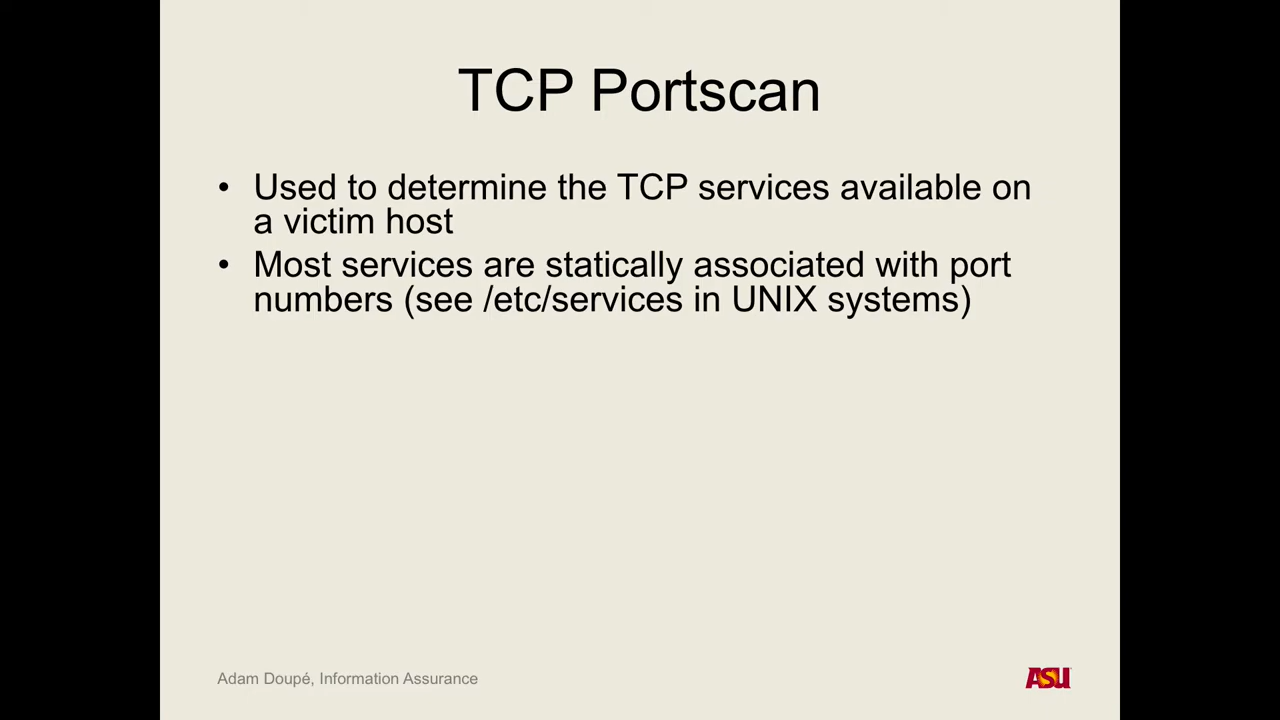 TCP Portscan
• Used to determine the TCP services available on
a victim host
• Most services are statically associated with port
numbers (see /etc/services in UNIX systems)
Adam Doupé, Information Assurance
ASU